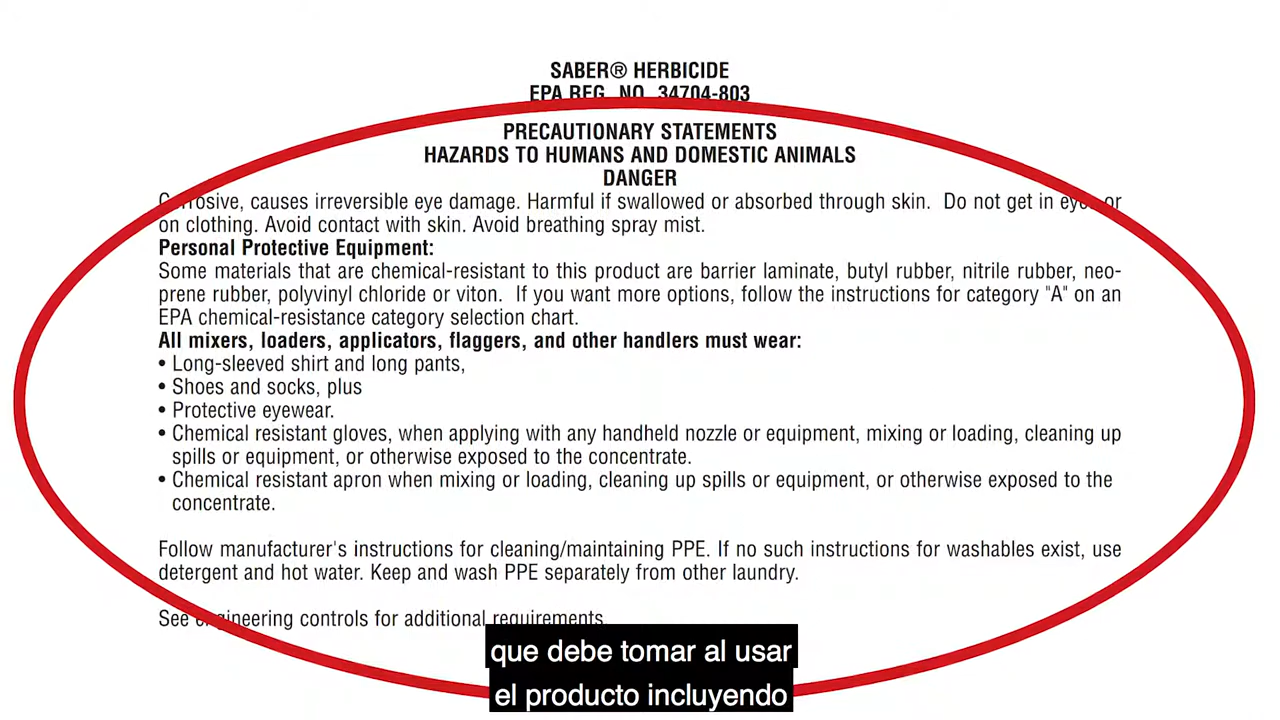 SABER® HERBICIDE
EPA REG. NO. 34704-803
PRECAUTIONARY STATEMENTS
HAZARDS TO HUMANS AND DOMESTIC ANIMALS
DANGER
Corrosive, causes irreversible eye damage. Harmful if swallowed or absorbed through skin. Do not get in eyes or
on clothing. Avoid contact with skin. Avoid breathing spray mist.
Personal Protective Equipment:
Some materials that are chemical-resistant to this product are barrier laminate, butyl rubber, nitrile rubber, neo-
prene rubber, polyvinyl chloride or viton. If you want more options, follow the instructions for category "A" on an
EPA chemical-resistance category selection chart.
All mixers, loaders, applicators, flaggers, and other handlers must wear:
• Long-sleeved shirt and long pants,
• Shoes and socks, plus
• Protective eyewear.
• Chemical resistant gloves, when applying with any handheld nozzle or equipment, mixing or loading, cleaning up
spills or equipment, or otherwise exposed to the concentrate.
• Chemical resistant apron when mixing or loading, cleaning up spills or equipment, or otherwise exposed to the
concentrate.
Follow manufacturer's instructions for cleaning/maintaining PPE. If no such instructions for washables exist, use
detergent and hot water. Keep and wash PPE separately from other laundry.
See engineering controls for additional requirements.
que debe tomar al usar
el producto incluyendo